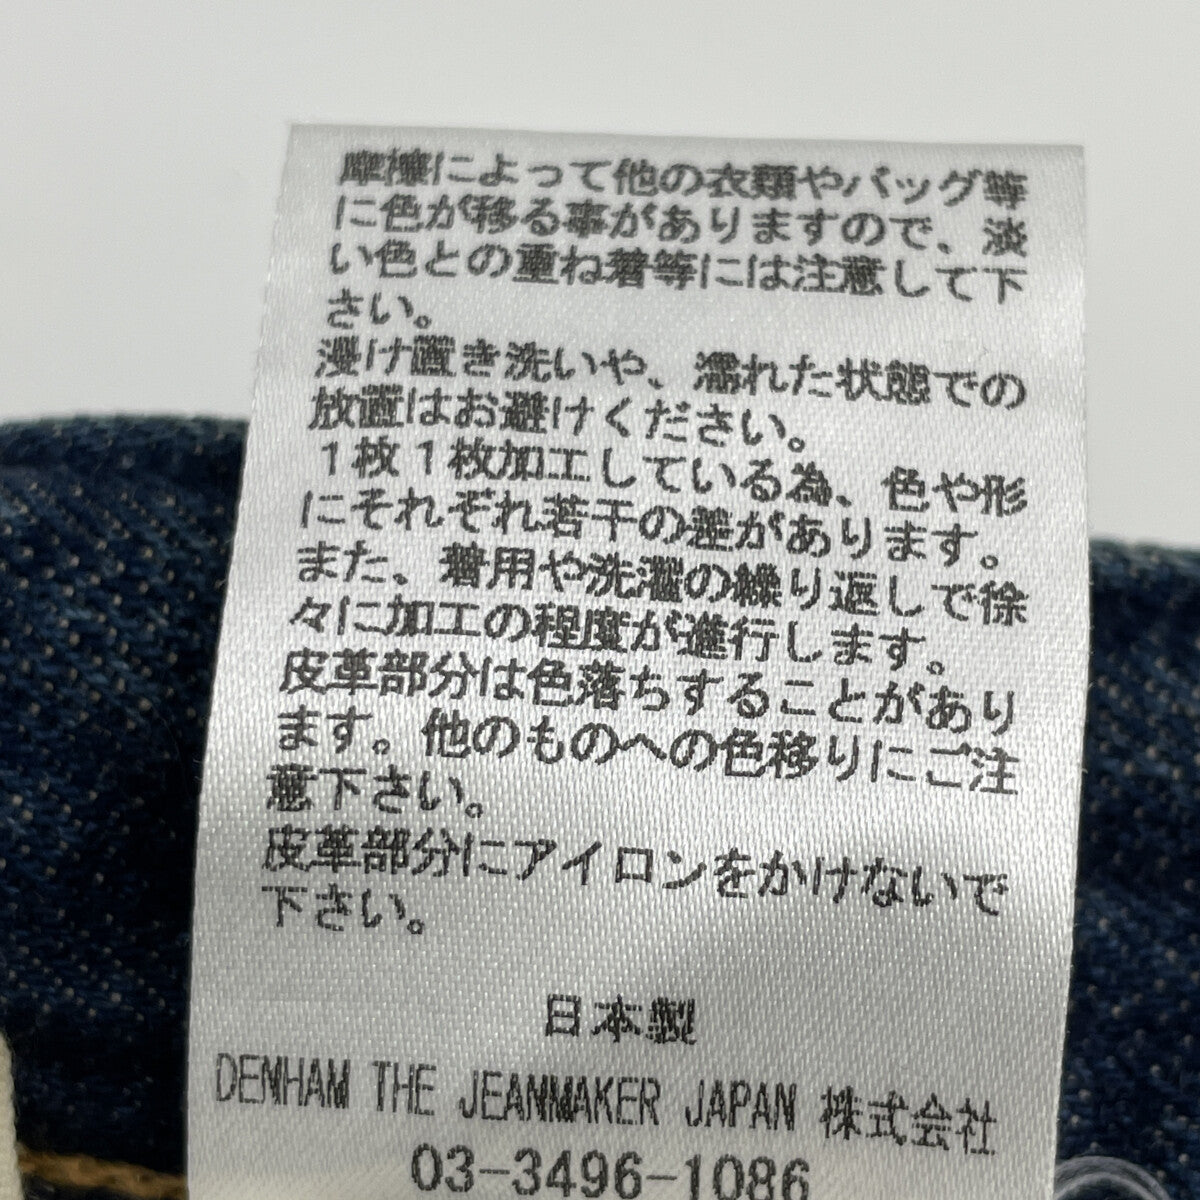 摩擦によって他の衣類やバッグ等
に色が移る事がありますので、淡
い色との重ね着等には注意して下
さい。
浸け置き洗いや、濡れた状態での
放置はお避けください。
1枚1枚加工している為、色や形
にそれぞれ若干の差があります。
また、着用や洗濯の繰り返しで徐
々に加工の程度が進行します。
皮革部分は色落ちすることがあり
ます。他のものへの色移りにご注
意下さい。
皮革部分にアイロンをかけないで
下さい。
日本製
DENHAM THE JEANMAKER JAPAN 株式会社
03-3496-1086